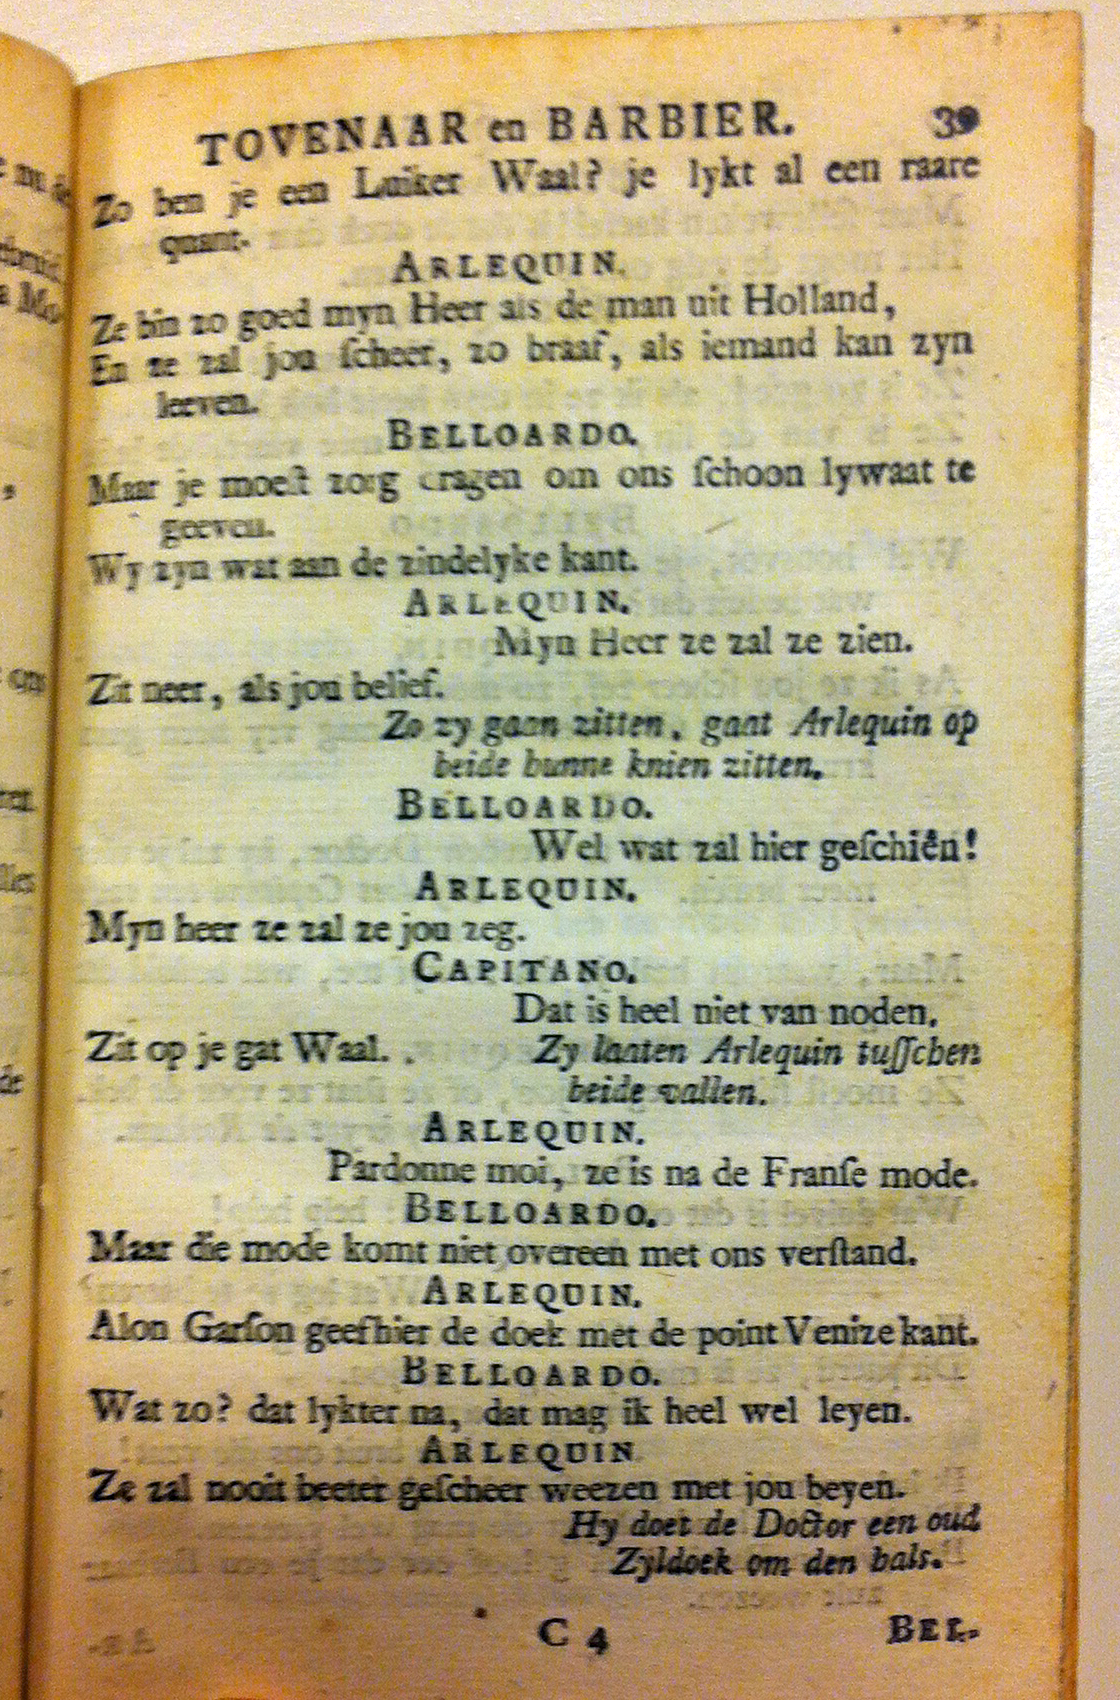 TOVENAAR en BARBIER. 39
Zo ben je een Luiker Waal? je lykt al een raare
quant.
ARLEQUIN.
Ze bin zo goed myn Heer als de man uit Holland,
En ze zal jou ſcheer, zo braaf, als iemand kan zyn
leeven.
BELLOARDO.
Maar je moeſt zorg dragen om ons ſchoon lywaat te
geeven.
Wy zyn wat aan de zindelyke kant.
ARLEQUIN.
Myn Heer ze zal ze zien.
Zit neer, als jou belief.
Zo zy gaan zitten, gaat Arlequin op
beide hunne knien zitten.
BELLOARDO.
Wel wat zal hier geſchiên!
ARLEQUIN.
Myn heer ze zal ze jou zeg.
CAPITANO.
Dat is heel niet van noden.
Zit op je gat Waal. . Zy laaten Arlequin tuſſchen
beide vallen.
ARLEQUIN.
Pardonne moi, ze is na de Franſe mode.
BELLOARDO.
Maar die mode komt niet overeen met ons verſtand.
ARLEQUIN.
Alon Garſon geef hier de doek met de point Venize kant.
BELLOARDO.
Wat zo? dat lykter na, dat mag ik heel wel leyen.
ARLEQUIN
Ze zal nooit beeter geſcheer weezen met jou beyen.
Hy doet de Doctor een oud
Zyldoek om den hals.
C 4 BEL-